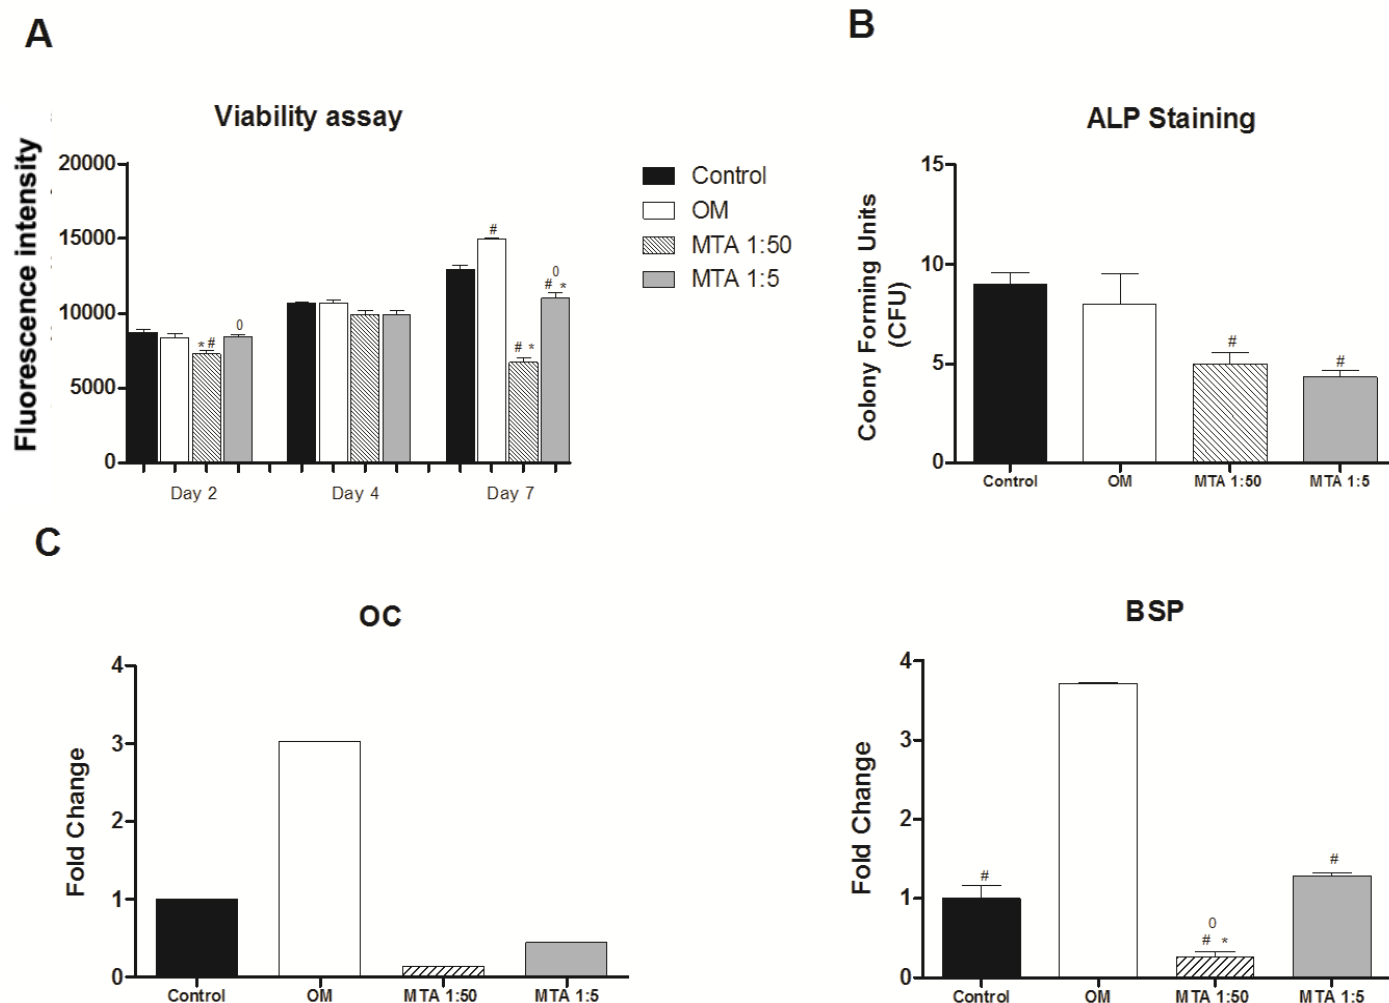 A
B
Viability assay
ALP Staining
Fluorescence intensity
20000
15000
10000
5000
0
* #
0
#
# *
0
# *
Day 2
Day 4
Day 7
Control
OM
MTA 1:50
MTA 1:5
Colony Forming Units
(CFU)
15
10
5
0
#
#
Control
OM
MTA 1:50
MTA 1:5
C
OC
BSP
Fold Change
4
3
2
1
0
Control
OM
MTA 1:50
MTA 1:5
Fold Change
4
3
2
1
0
#
0
# *
#
Control
OM
MTA 1:50
MTA 1:5